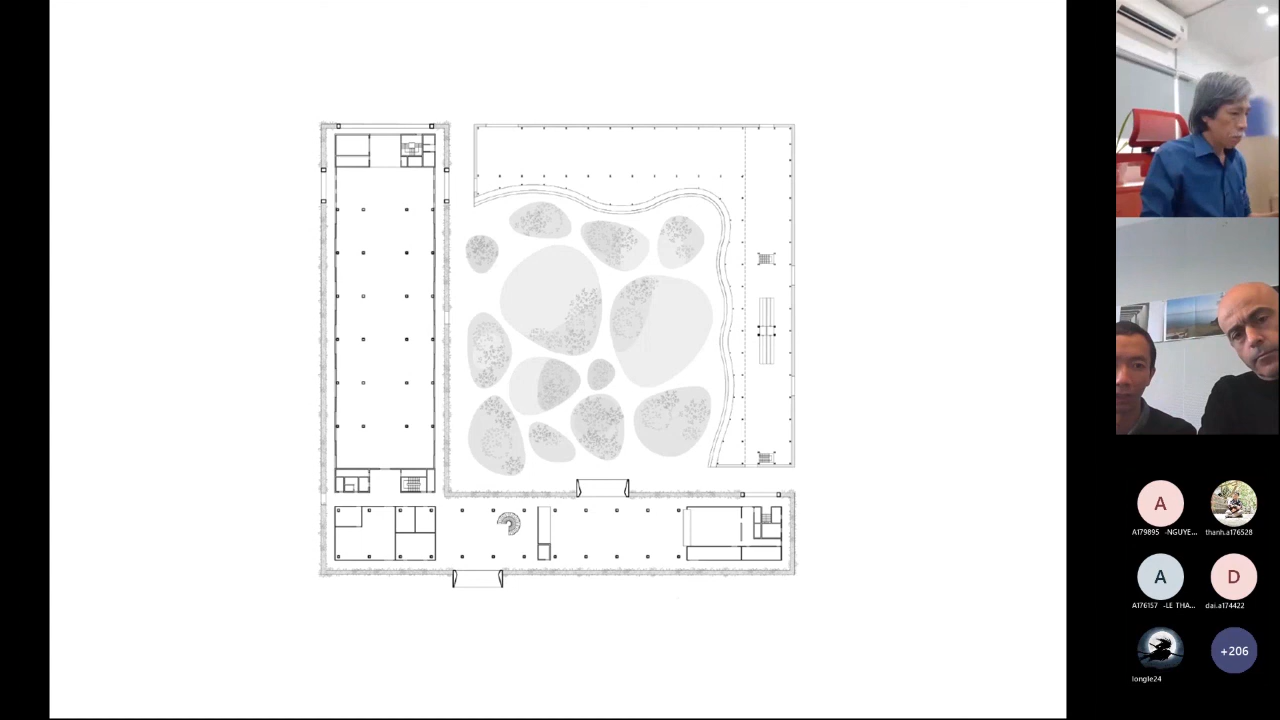 A
A179895 -NGUYE...
thanh.a176528
A
D
A176157 -LE THA...
dai.a174422
+206
longle24